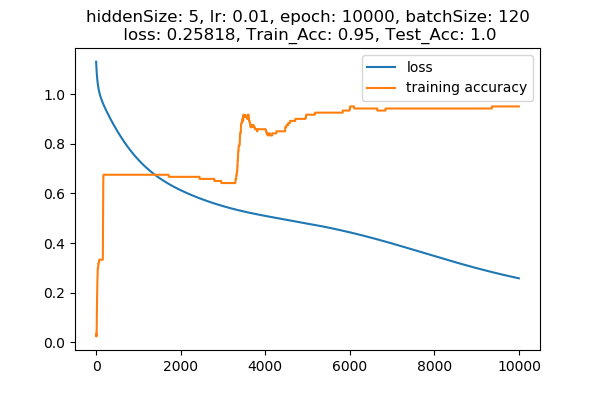 hiddenSize: 5, lr: 0.01, epoch: 10000, batchSize: 120
loss: 0.25818, Train_Acc: 0.95, Test_Acc: 1.0
loss
training accuracy
1.0
0.8
0.6
0.4
0.2
0.0
0 2000 4000 6000 8000 10000